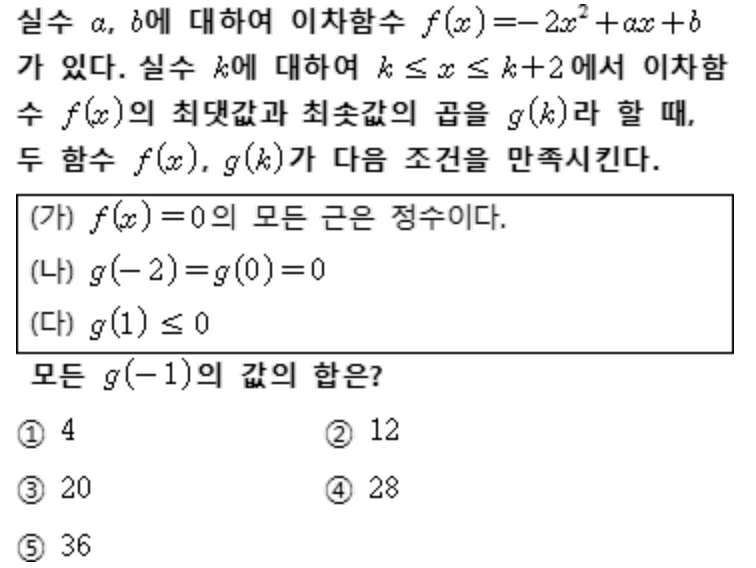 실수 a, b에 대하여 이차함수 f(x)=-2x²+ax+b
가 있다. 실수 k에 대하여 k≤x≤k+2에서 이차함
수 f(x)의 최댓값과 최솟값의 곱을 g(k)라 할 때,
두 함수 f(x), g(k)가 다음 조건을 만족시킨다.
(가) f(x)=0의 모든 근은 정수이다.
(나) g(-2)=g(0)=0
(다) g(1)≤0
모든 g(-1)의 값의 합은?
① 4 ② 12
③ 20 ④ 28
⑤ 36